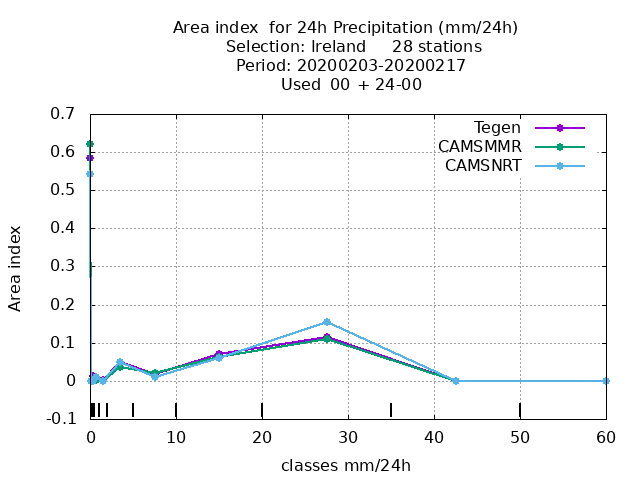 Area index  for 24h Precipitation (mm/24h)
Selection: Ireland     28 stations
Period: 20200203-20200217
Used  00 + 24-00
Tegen
CAMSMMR
CAMSNRT
0.7
0.6
0.5
0.4
0.3
0.2
0.1
0
-0.1
Area index
0 10 20 30 40 50 60
classes mm/24h